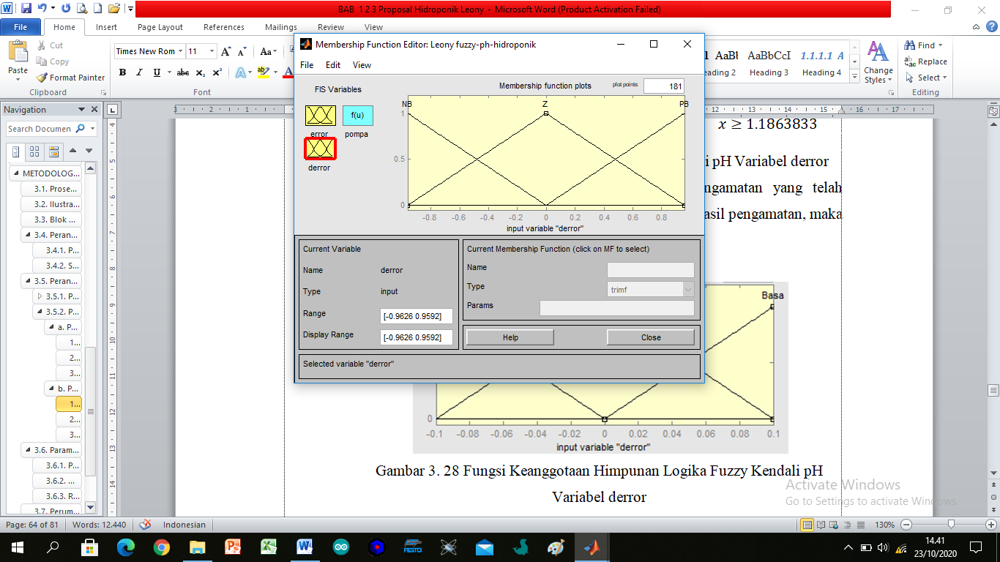 BAB 1 2 3 Proposal Hidroponik Leony - Microsoft Word (Product Activation Failed)
File Home Insert Page Layout References Mailings Review View
Paste
Cut
Copy
Format Painter
Clipboard
Times New Rom 11
Font
AaBb AaBbCcI 1.1.1.1 A
ading 2 Heading 3 Heading 4
Change Styles
Find
Replace
Select
Editing
Navigation
Search Documen
METODOLOG...
3.1. Prose...
3.2. Ilustra...
3.3. Blok ...
3.4. Peran...
3.4.1. P...
3.4.2. S...
3.5. Peran...
3.5.1. P...
3.5.2. P...
a. P...
1...
2...
3...
b. P...
1...
2...
3...
3.6. Param...
3.6.1. P...
3.6.2. ...
3.6.3. R...
3.7. Perum...
Membership Function Editor: Leony fuzzy-ph-hidroponik
File Edit View
FIS Variables
error
f(u)
pompa
derror
Membership function plots
plot points: 181
NB Z PB
1
0.5
0
-0.8 -0.6 -0.4 -0.2 0 0.2 0.4 0.6 0.8
input variable "derror"
Current Variable
Name derror
Type input
Range [-0.9626 0.9592]
Display Range [-0.9626 0.9592]
Current Membership Function (click on MF to select)
Name
Type trimf
Params
Help Close
Selected variable "derror"
x ≥ 1.1863833
i pH Variabel derror
ngamatan yang telah
asil pengamatan, maka
Basa
0
-0.1 -0.08 -0.06 -0.04 -0.02 0 0.02 0.04 0.06 0.08 0.1
input variable "derror"
Gambar 3. 28 Fungsi Keanggotaan Himpunan Logika Fuzzy Kendali pH
Variabel derror
Activate Windows
Go to Settings to activate Windows.
Page: 64 of 81 Words: 12.440 Indonesian 130%
FESTO
14.41
23/10/2020